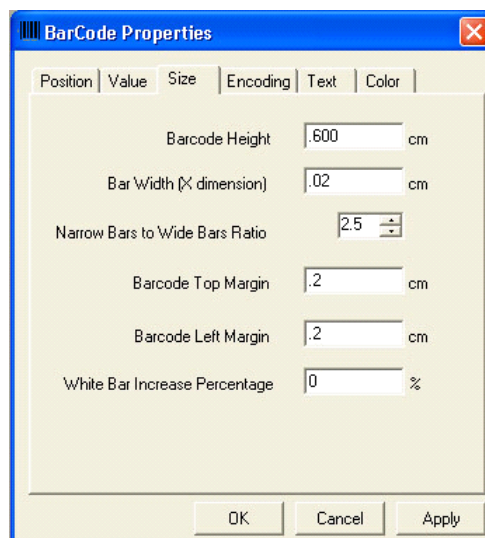 BarCode Properties
Position Value Size Encoding Text Color
Barcode Height .600 cm
Bar Width (X dimension) .02 cm
Narrow Bars to Wide Bars Ratio 2.5
Barcode Top Margin .2 cm
Barcode Left Margin .2 cm
White Bar Increase Percentage 0 %
OK Cancel Apply